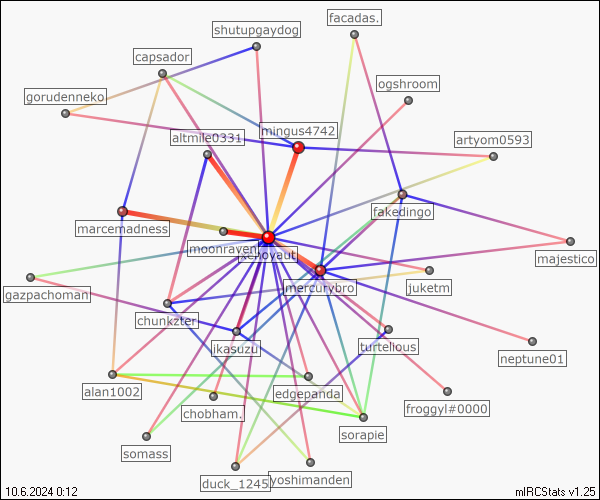 facadas.
shutupgaydog
capsador
ogshroom
gorudenneko
mingus4742
altmile0331
artyom0593
fakedingo
marcemadness
moonraven
xenoyaut
majestico
mercurybro
gazpachoman
juketm
chunkzter
ikasuzu
turtelious
neptune01
edgepanda
alan1002
chobham.
froggyl#0000
sorapie
somass
duck_1245
yoshimanden
10.6.2024 0:12
mIRCStats v1.25